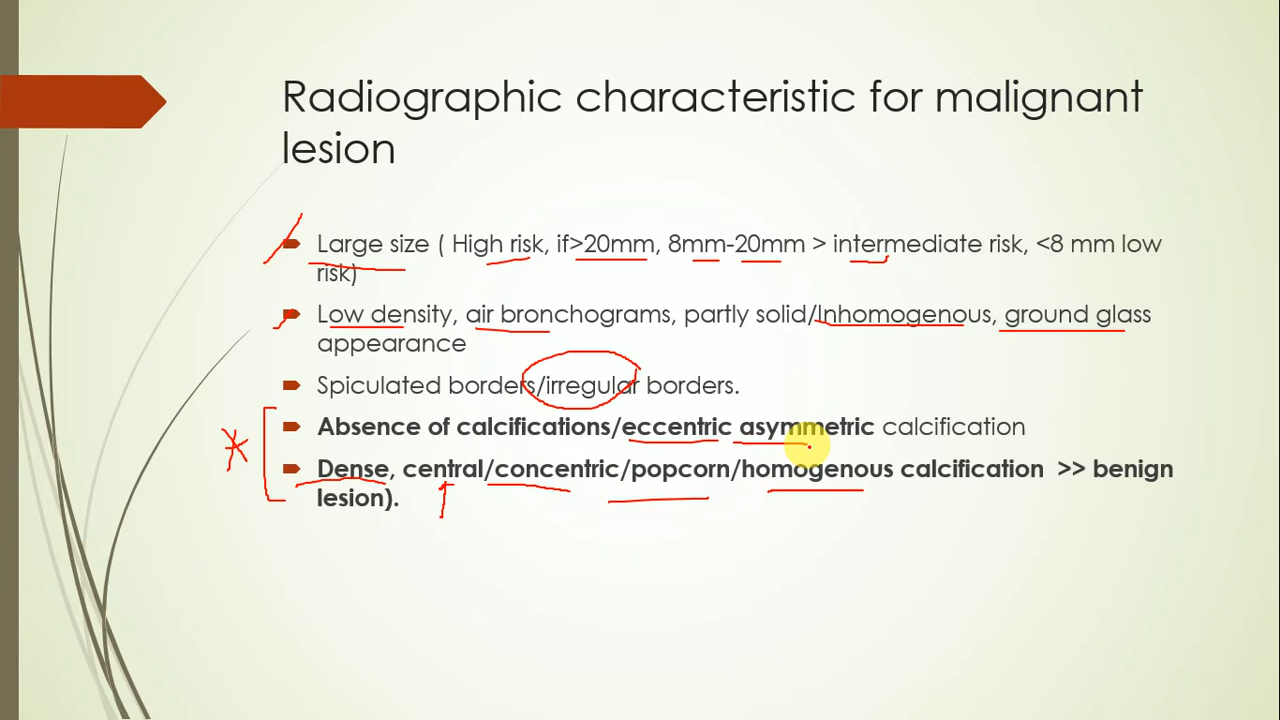 Radiographic characteristic for malignant
lesion
Large size ( High risk, if>20mm, 8mm-20mm > intermediate risk, <8 mm low
risk)
Low density, air bronchograms, partly solid/Inhomogenous, ground glass
appearance
Spiculated borders/irregular borders.
Absence of calcifications/eccentric asymmetric calcification
Dense, central/concentric/popcorn/homogenous calcification >> benign
lesion).